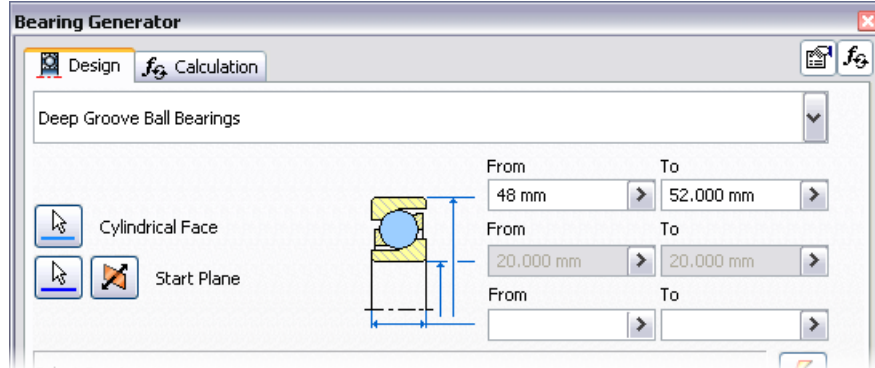 Bearing Generator
Design
Calculation
Deep Groove Ball Bearings
From To
48 mm 52.000 mm
Cylindrical Face
From To
20.000 mm 20.000 mm
Start Plane
From To